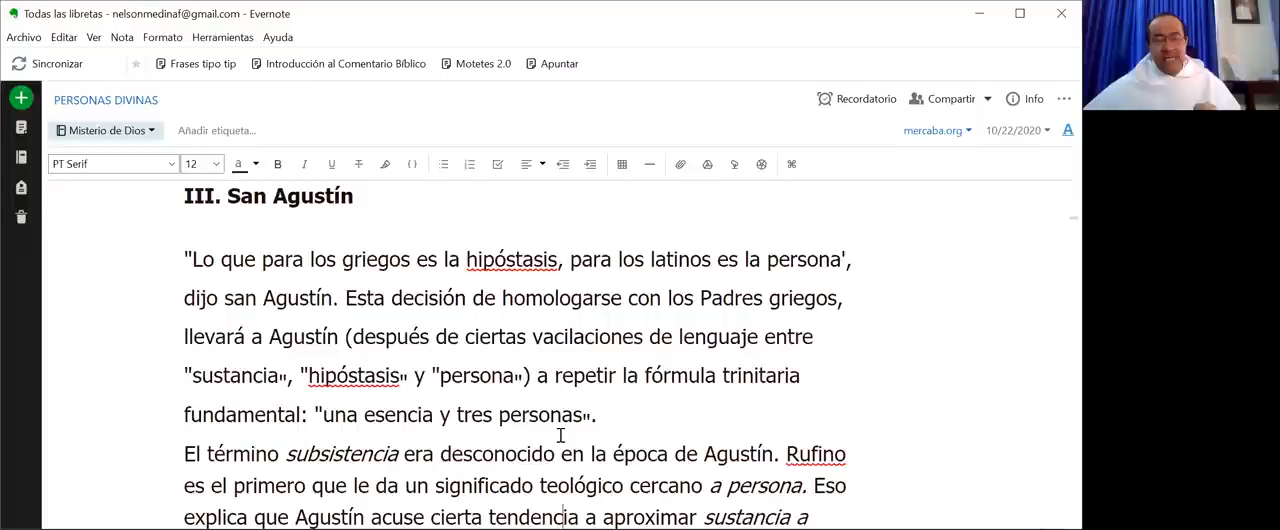 Todas las libretas - nelsonmedinaf@gmail.com - Evernote
Archivo Editar Ver Nota Formato Herramientas Ayuda
Sincronizar Frases tipo tip Introducción al Comentario Bíblico Motetes 2.0 Apuntar
PERSONAS DIVINAS Recordatorio Compartir Info
Misterio de Dios Añadir etiqueta... mercaba.org 10/22/2020
PT Serif 12 a B I U T
III. San Agustín
"Lo que para los griegos es la hipóstasis, para los latinos es la persona',
dijo san Agustín. Esta decisión de homologarse con los Padres griegos,
llevará a Agustín (después de ciertas vacilaciones de lenguaje entre
"sustancia", "hipóstasis" y "persona") a repetir la fórmula trinitaria
fundamental: "una esencia y tres personas".
El término subsistencia era desconocido en la época de Agustín. Rufino
es el primero que le da un significado teológico cercano a persona. Eso
explica que Agustín acuse cierta tendencia a aproximar sustancia a